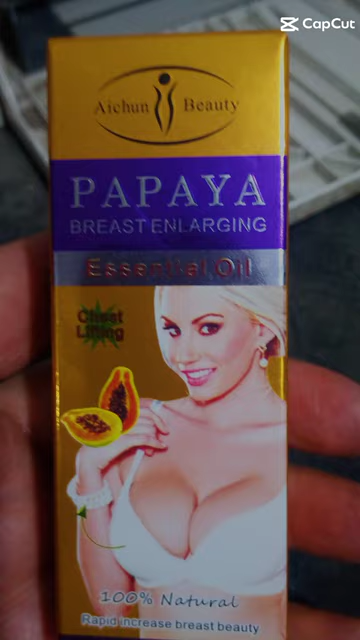 CapCut
Aichun Beauty
PAPAYA
BREAST ENLARGING
Essential Oil
Chest
Lifting
100% Natural
Rapid increase breast beauty